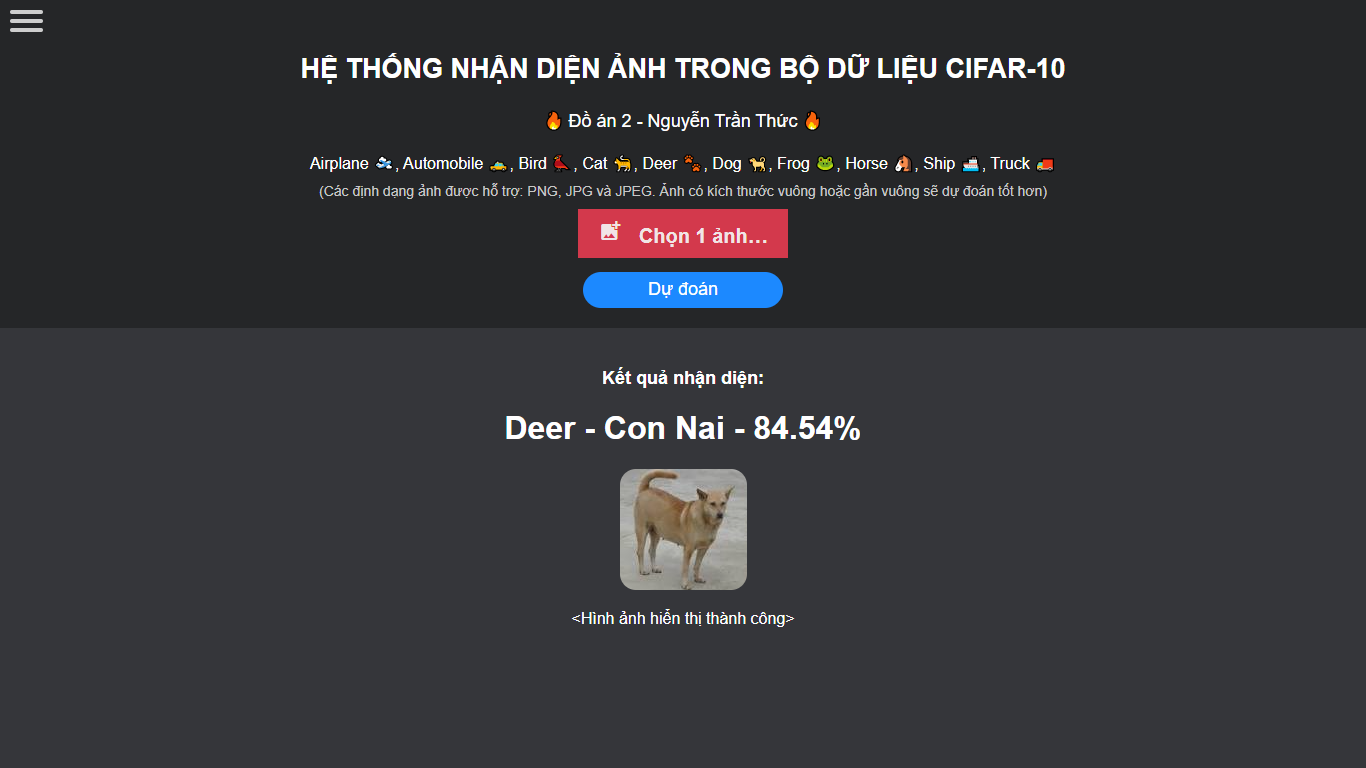 HỆ THỐNG NHẬN DIỆN ẢNH TRONG BỘ DỮ LIỆU CIFAR-10
🔥 Đồ án 2 - Nguyễn Trần Thức 🔥
Airplane 🛩, Automobile 🚕, Bird 🐦, Cat 🐈, Deer 🐾, Dog 🐕, Frog 🐸, Horse 🐴, Ship 🚢, Truck 🚚
(Các định dạng ảnh được hỗ trợ: PNG, JPG và JPEG. Ảnh có kích thước vuông hoặc gần vuông sẽ dự đoán tốt hơn)
Chọn 1 ảnh...
Dự đoán
Kết quả nhận diện:
Deer - Con Nai - 84.54%
<Hình ảnh hiển thị thành công>